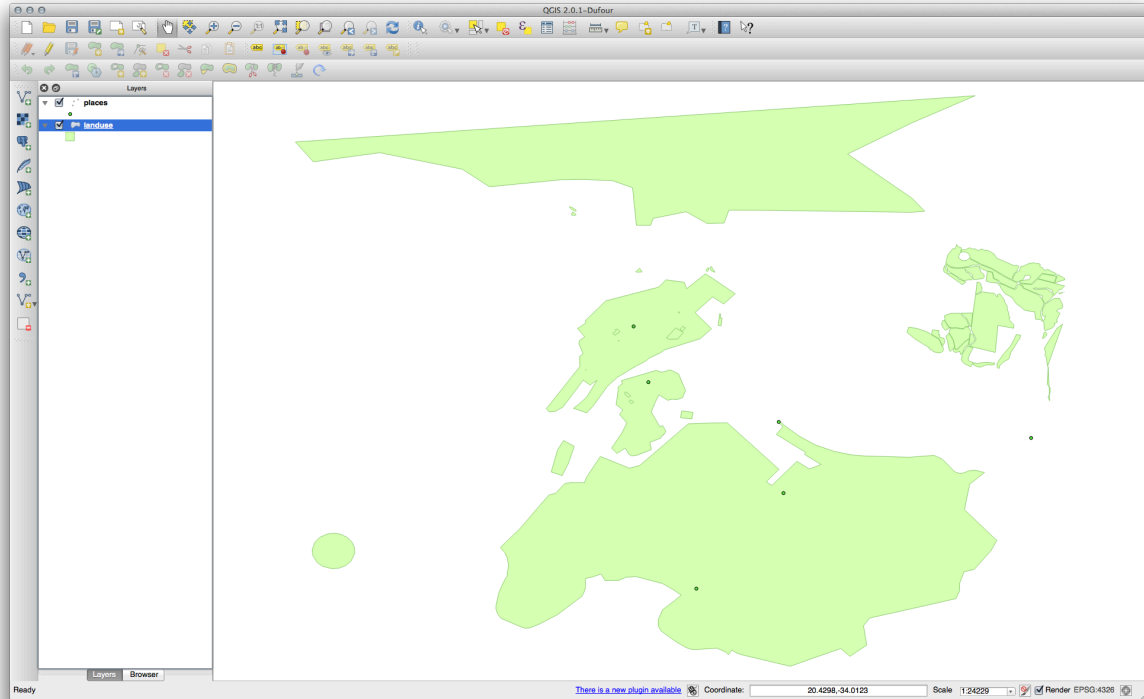 QGIS 2.0.1-Dufour
abc
Layers
places
landuse
Layers
Browser
Ready
There is a new plugin available
Coordinate:
20.4298,-34.0123
Scale
1:24229
Render
EPSG:4326